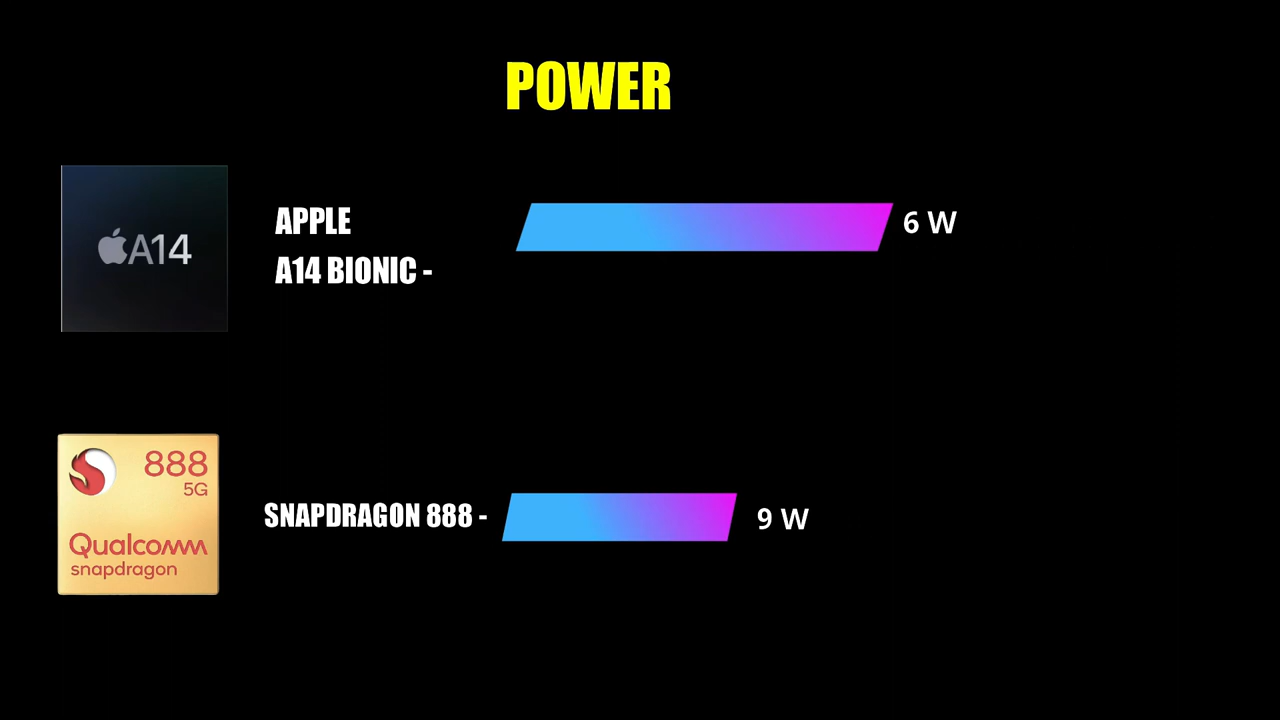 POWER
A14
APPLE
6 W
A14 BIONIC -
888
5G
Qualcomm
snapdragon
SNAPDRAGON 888 -
9 W